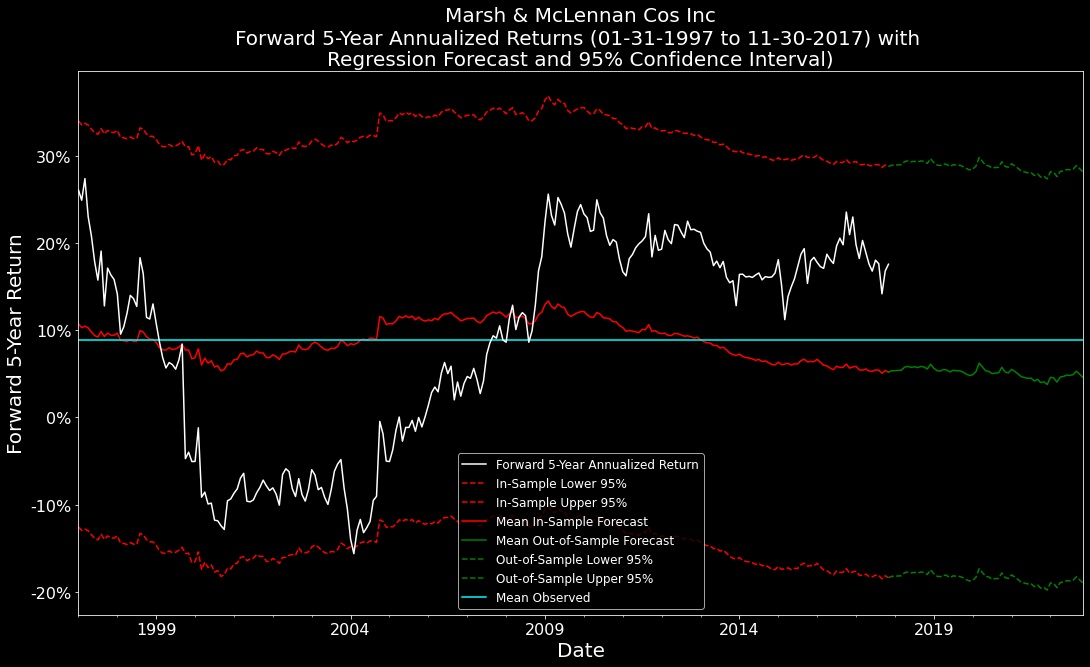 Marsh & McLennan Cos Inc
Forward 5-Year Annualized Returns (01-31-1997 to 11-30-2017) with
Regression Forecast and 95% Confidence Interval)
Forward 5-Year Return
30%
20%
10%
0%
-10%
-20%
Forward 5-Year Annualized Return
In-Sample Lower 95%
In-Sample Upper 95%
Mean In-Sample Forecast
Mean Out-of-Sample Forecast
Out-of-Sample Lower 95%
Out-of-Sample Upper 95%
Mean Observed
1999
2004
2009
2014
2019
Date